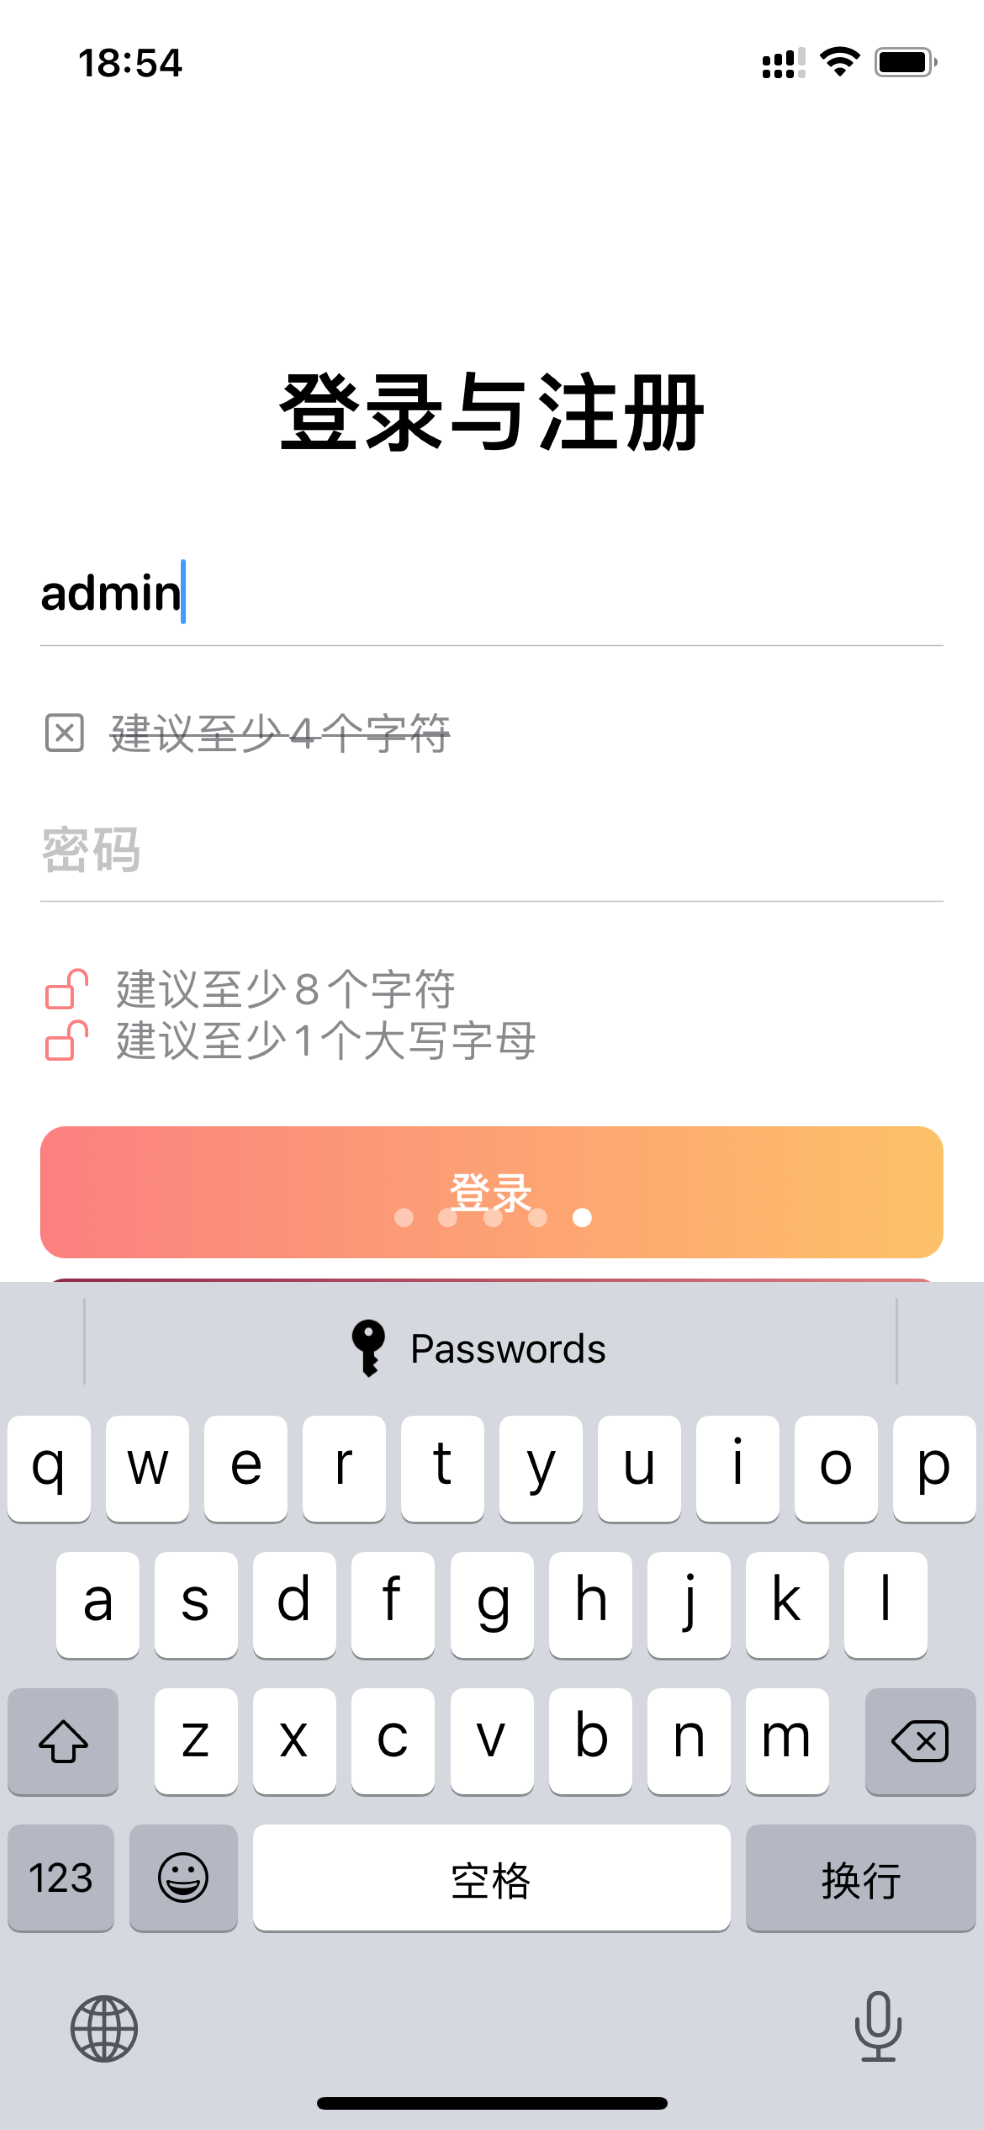 18:54
登录与注册
admin
建议至少4个字符
密码
建议至少8个字符
建议至少1个大写字母
登录
Passwords
q w e r t y u i o p
a s d f g h j k l
z x c v b n m
123 空格 换行